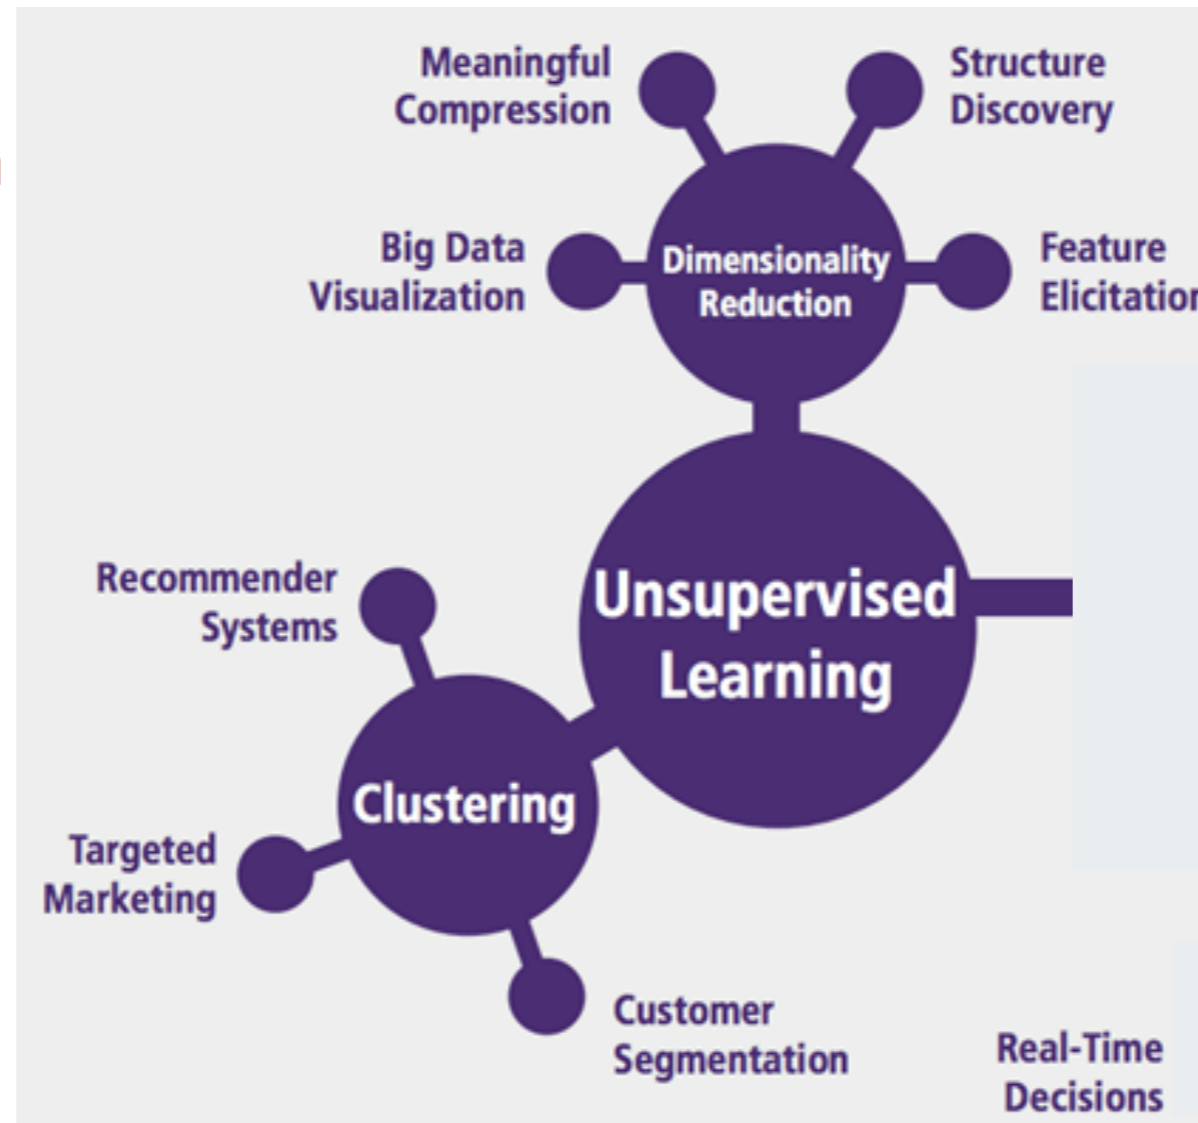 Meaningful
Compression
Structure
Discovery
Big Data
Visualization
Dimensionality
Reduction
Feature
Elicitation
Unsupervised
Learning
Recommender
Systems
Clustering
Targeted
Marketing
Customer
Segmentation
Real-Time
Decisions